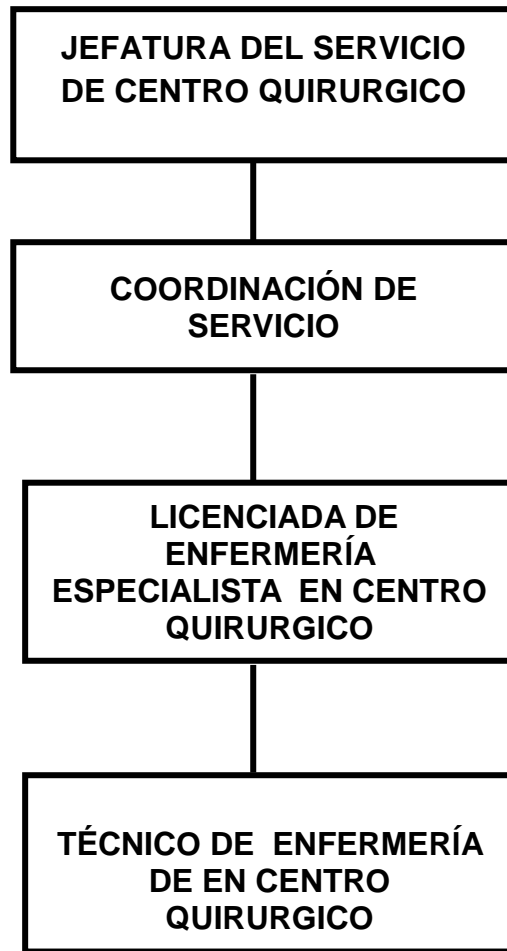 JEFATURA DEL SERVICIO
DE CENTRO QUIRURGICO
COORDINACIÓN DE
SERVICIO
LICENCIADA DE
ENFERMERÍA
ESPECIALISTA EN CENTRO
QUIRURGICO
TÉCNICO DE ENFERMERÍA
DE EN CENTRO
QUIRURGICO